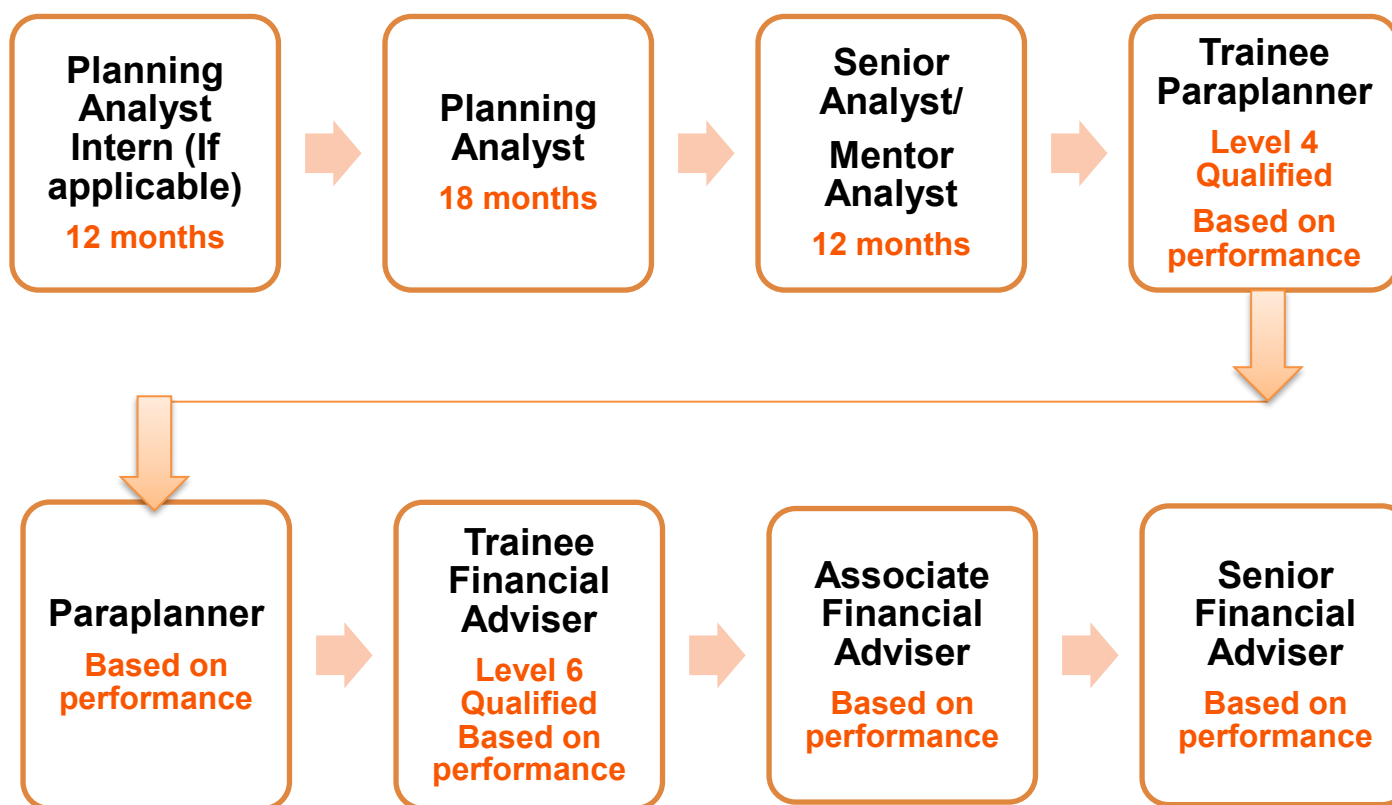 Planning
Analyst
Intern (If
applicable)
12 months
Planning
Analyst
18 months
Senior
Analyst/
Mentor
Analyst
12 months
Trainee
Paraplanner
Level 4
Qualified
Based on
performance
Paraplanner
Based on
performance
Trainee
Financial
Adviser
Level 6
Qualified
Based on
performance
Associate
Financial
Adviser
Based on
performance
Senior
Financial
Adviser
Based on
performance